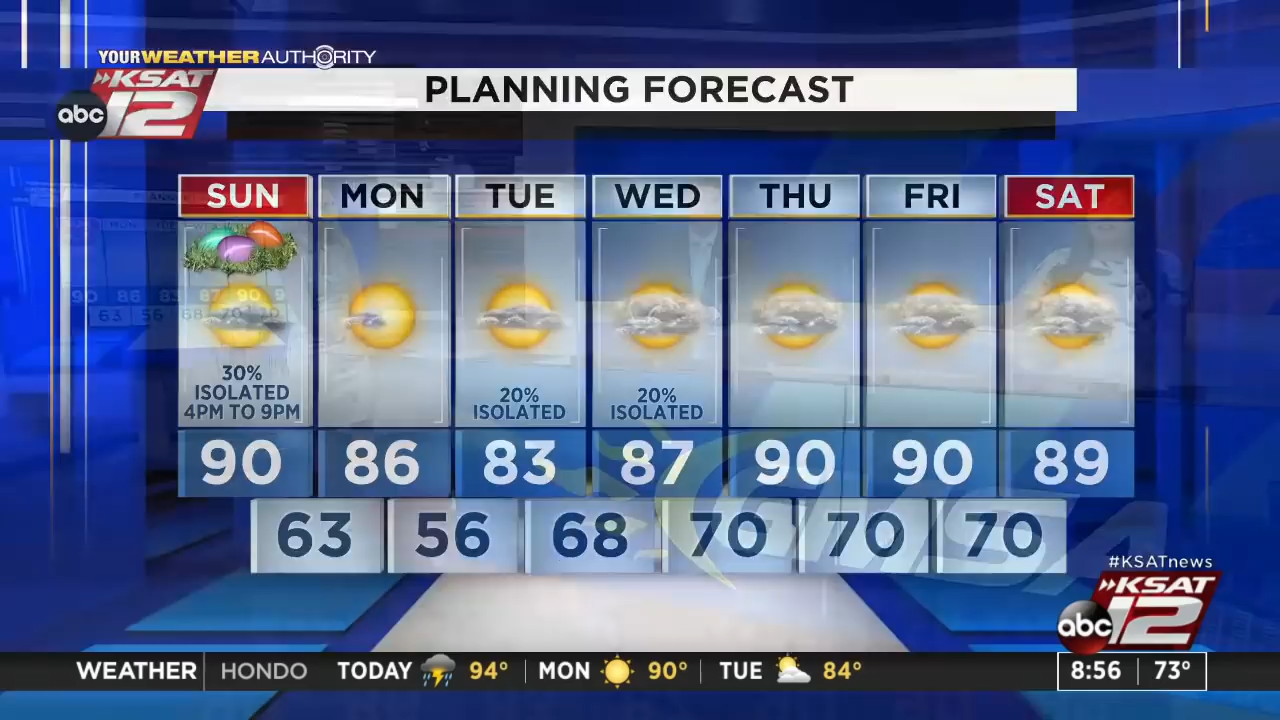 YOURWEATHERAUTHORITY
KSAT
abc 12
PLANNING FORECAST
SUN MON TUE WED THU FRI SAT
30%
ISOLATED
4PM TO 9PM
20%
ISOLATED
20%
ISOLATED
90 86 83 87 90 90 89
63 56 68 70 70 70
GMSA
#KSATnews
KSAT
abc 12
WEATHER HONDO TODAY 94° MON 90° TUE 84° 8:56 73°